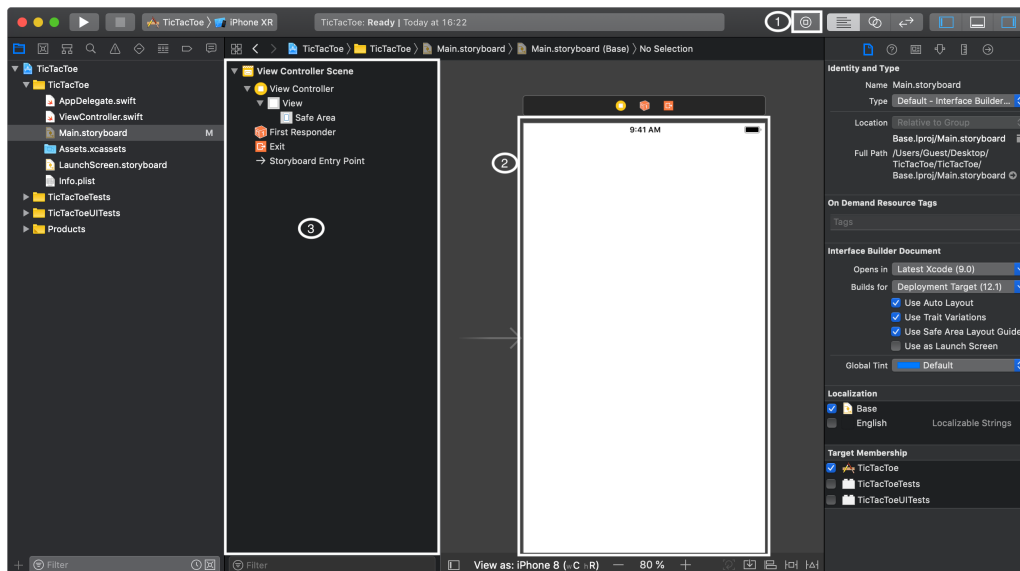 TicTacToe 〉 iPhone XR
TicTacToe: Ready | Today at 16:22
1
TicTacToe 〉 TicTacToe 〉 Main.storyboard 〉 Main.storyboard (Base) 〉 No Selection
TicTacToe
TicTacToe
AppDelegate.swift
ViewController.swift
Main.storyboard M
Assets.xcassets
LaunchScreen.storyboard
Info.plist
TicTacToeTests
TicTacToeUITests
Products
Filter
View Controller Scene
View Controller
View
Safe Area
First Responder
Exit
Storyboard Entry Point
3
Filter
9:41 AM
2
View as: iPhone 8 (wC hR) — 80 % +
Identity and Type
Name Main.storyboard
Type Default - Interface Builder...
Location Relative to Group
Base.lproj/Main.storyboard
Full Path /Users/Guest/Desktop/
TicTacToe/TicTacToe/
Base.lproj/Main.storyboard
On Demand Resource Tags
Tags
Interface Builder Document
Opens in Latest Xcode (9.0)
Builds for Deployment Target (12.1)
Use Auto Layout
Use Trait Variations
Use Safe Area Layout Guide
Use as Launch Screen
Global Tint Default
Localization
Base
English Localizable Strings
Target Membership
TicTacToe
TicTacToeTests
TicTacToeUITests